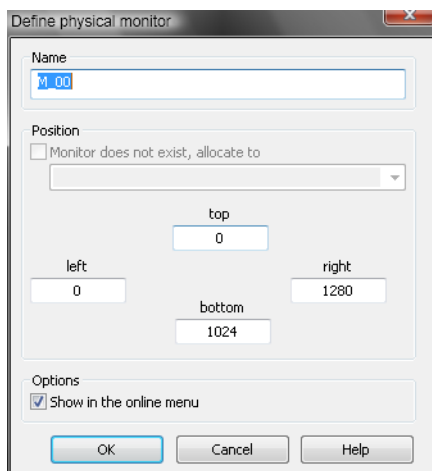 Define physical monitor
Name
M_00
Position
Monitor does not exist, allocate to
top
0
left
right
0
1280
bottom
1024
Options
Show in the online menu
OK Cancel Help